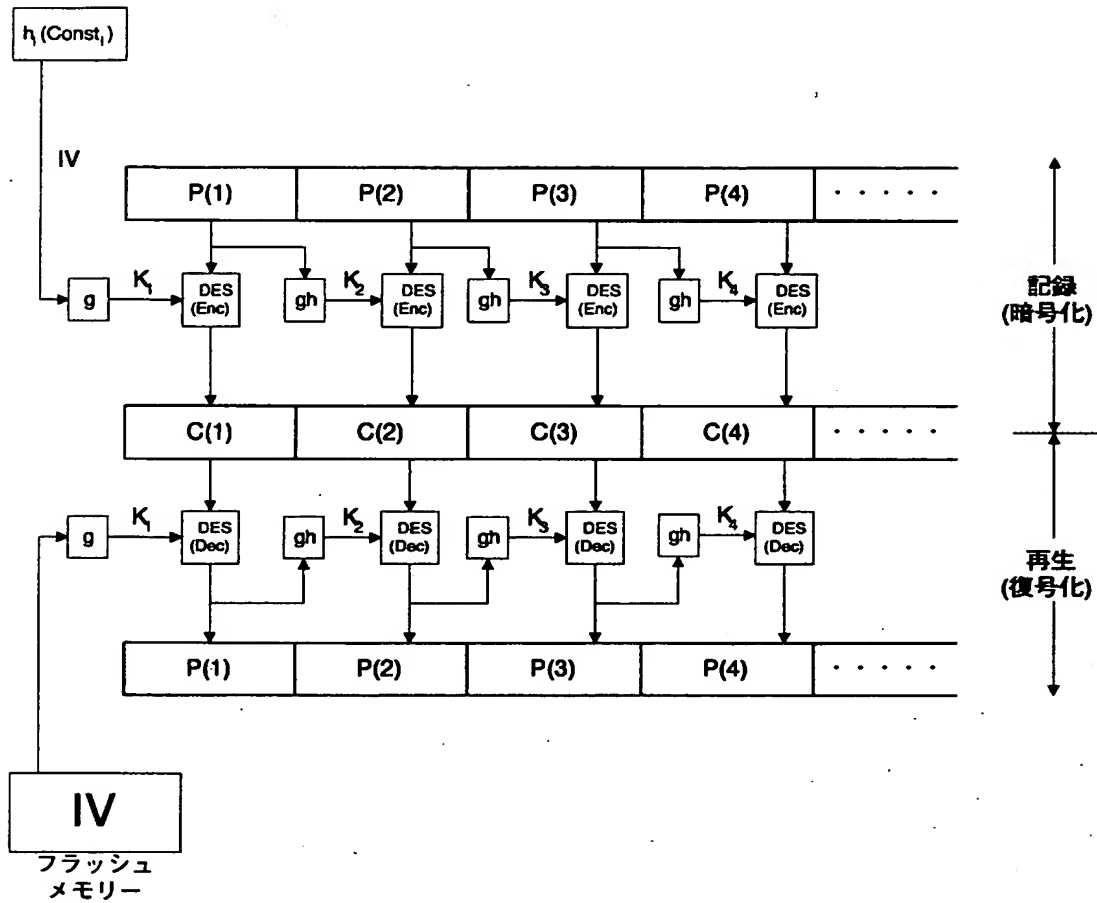 h₁(Const₁)
IV
P(1) P(2) P(3) P(4) · · · · ·
g K₁ DES (Enc) gh K₂ DES (Enc) gh K₃ DES (Enc) gh K₄ DES (Enc)
記録
(暗号化)
C(1) C(2) C(3) C(4) · · · · ·
g K₁ DES (Dec) gh K₂ DES (Dec) gh K₃ DES (Dec) gh K₄ DES (Dec)
再生
(復号化)
P(1) P(2) P(3) P(4) · · · · ·
IV
フラッシュ
メモリー